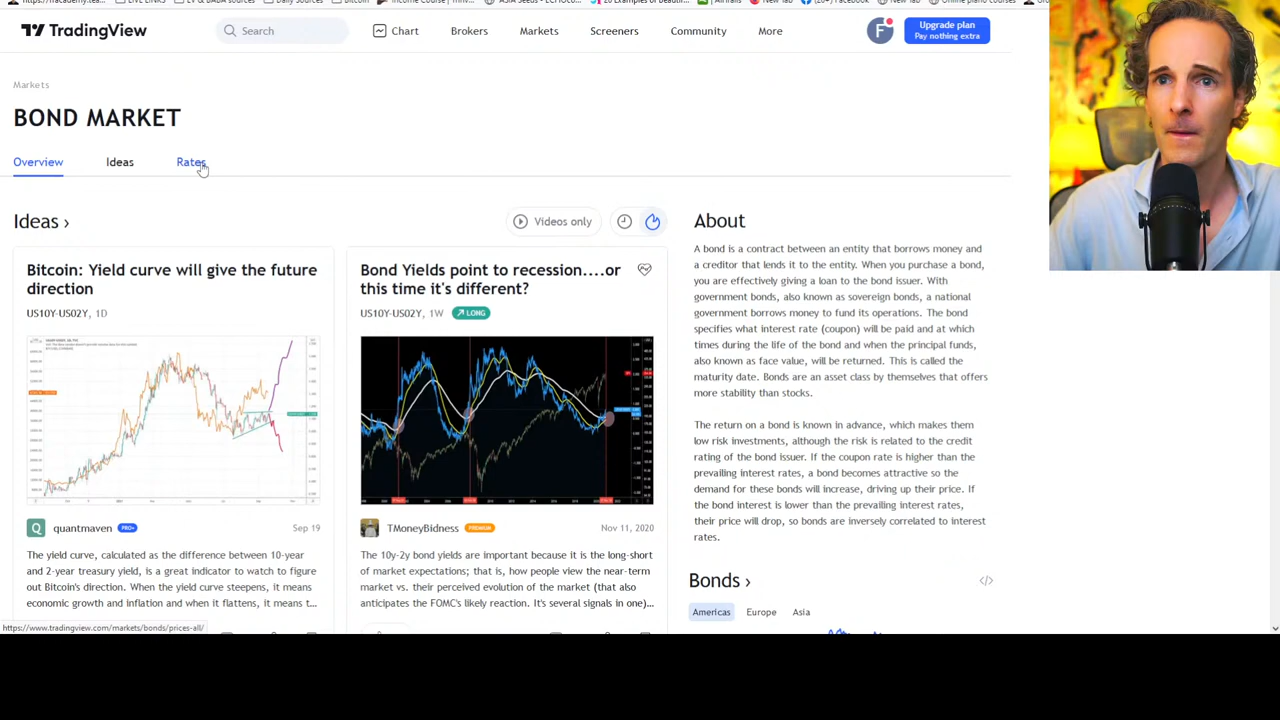 TradingView
Search
Chart
Brokers
Markets
Screeners
Community
More
F
Upgrade plan
Pay nothing extra
Markets
BOND MARKET
Overview
Ideas
Rates
Ideas ›
Videos only
Bitcoin: Yield curve will give the future
direction
US10Y-US02Y, 1D
Q
quantmaven PRO+
Sep 19
The yield curve, calculated as the difference between 10-year
and 2-year treasury yield, is a great indicator to watch to figure
out Bitcoin's direction. When the yield curve steepens, it means
economic growth and inflation and when it flattens, it means t...
Bond Yields point to recession....or
this time it's different?
US10Y-US02Y, 1W
LONG
TMoneyBidness PREMIUM
Nov 11, 2020
The 10y-2y bond yields are important because it is the long-short
of market expectations; that is, how people view the near-term
market vs. their perceived evolution of the market (that also
anticipates the FOMC's likely reaction. It's several signals in one)...
About
A bond is a contract between an entity that borrows money and
a creditor that lends it to the entity. When you purchase a bond,
you are effectively giving a loan to the bond issuer. With
government bonds, also known as sovereign bonds, a national
government borrows money to fund its operations. The bond
specifies what interest rate (coupon) will be paid and at which
times during the life of the bond and when the principal funds,
also known as face value, will be returned. This is called the
maturity date. Bonds are an asset class by themselves that offers
more stability than stocks.
The return on a bond is known in advance, which makes them
low risk investments, although the risk is related to the credit
rating of the bond issuer. If the coupon rate is higher than the
prevailing interest rates, a bond becomes attractive so the
demand for these bonds will increase, driving up their price. If
the bond interest is lower than the prevailing interest rates,
their price will drop, so bonds are inversely correlated to interest
rates.
Bonds ›
Americas
Europe
Asia
https://www.tradingview.com/markets/bonds/prices-all/